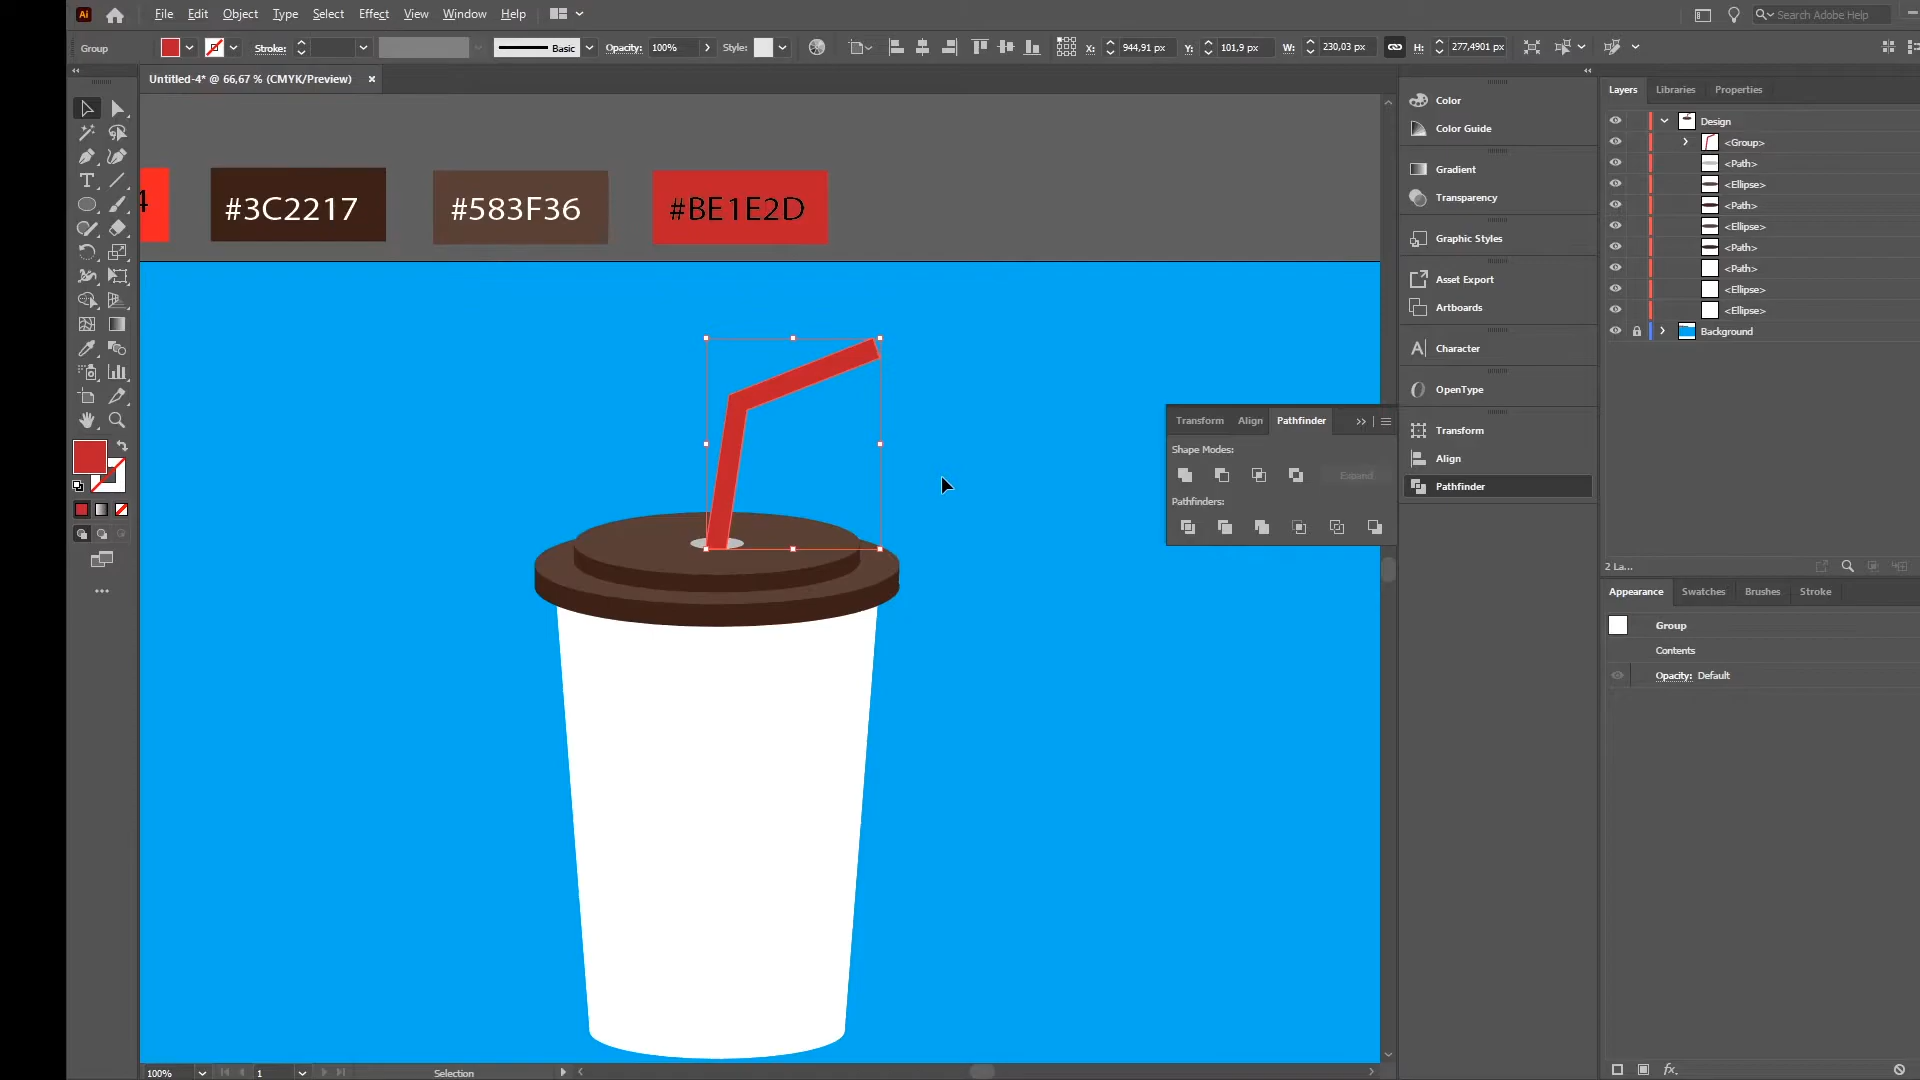 Ai File Edit Object Type Select Effect View Window Help Search Adobe Help
Group Stroke: Basic Opacity: 100% Style: X: 944,91 px Y: 101,9 px W: 230,03 px H: 277,4901 px
Untitled-4* @ 66,67 % (CMYK/Preview) ×
4
#3C2217
#583F36
#BE1E2D
Transform Align Pathfinder
Shape Modes:
Expand
Pathfinders:
Color
Color Guide
Gradient
Transparency
Graphic Styles
Asset Export
Artboards
Character
OpenType
Transform
Align
Pathfinder
Layers Libraries Properties
Design
<Group>
<Path>
<Ellipse>
<Path>
<Ellipse>
<Path>
<Path>
<Ellipse>
<Ellipse>
Background
2 La...
Appearance Swatches Brushes Stroke
Group
Contents
Opacity: Default
fx.
100% 1 Selection